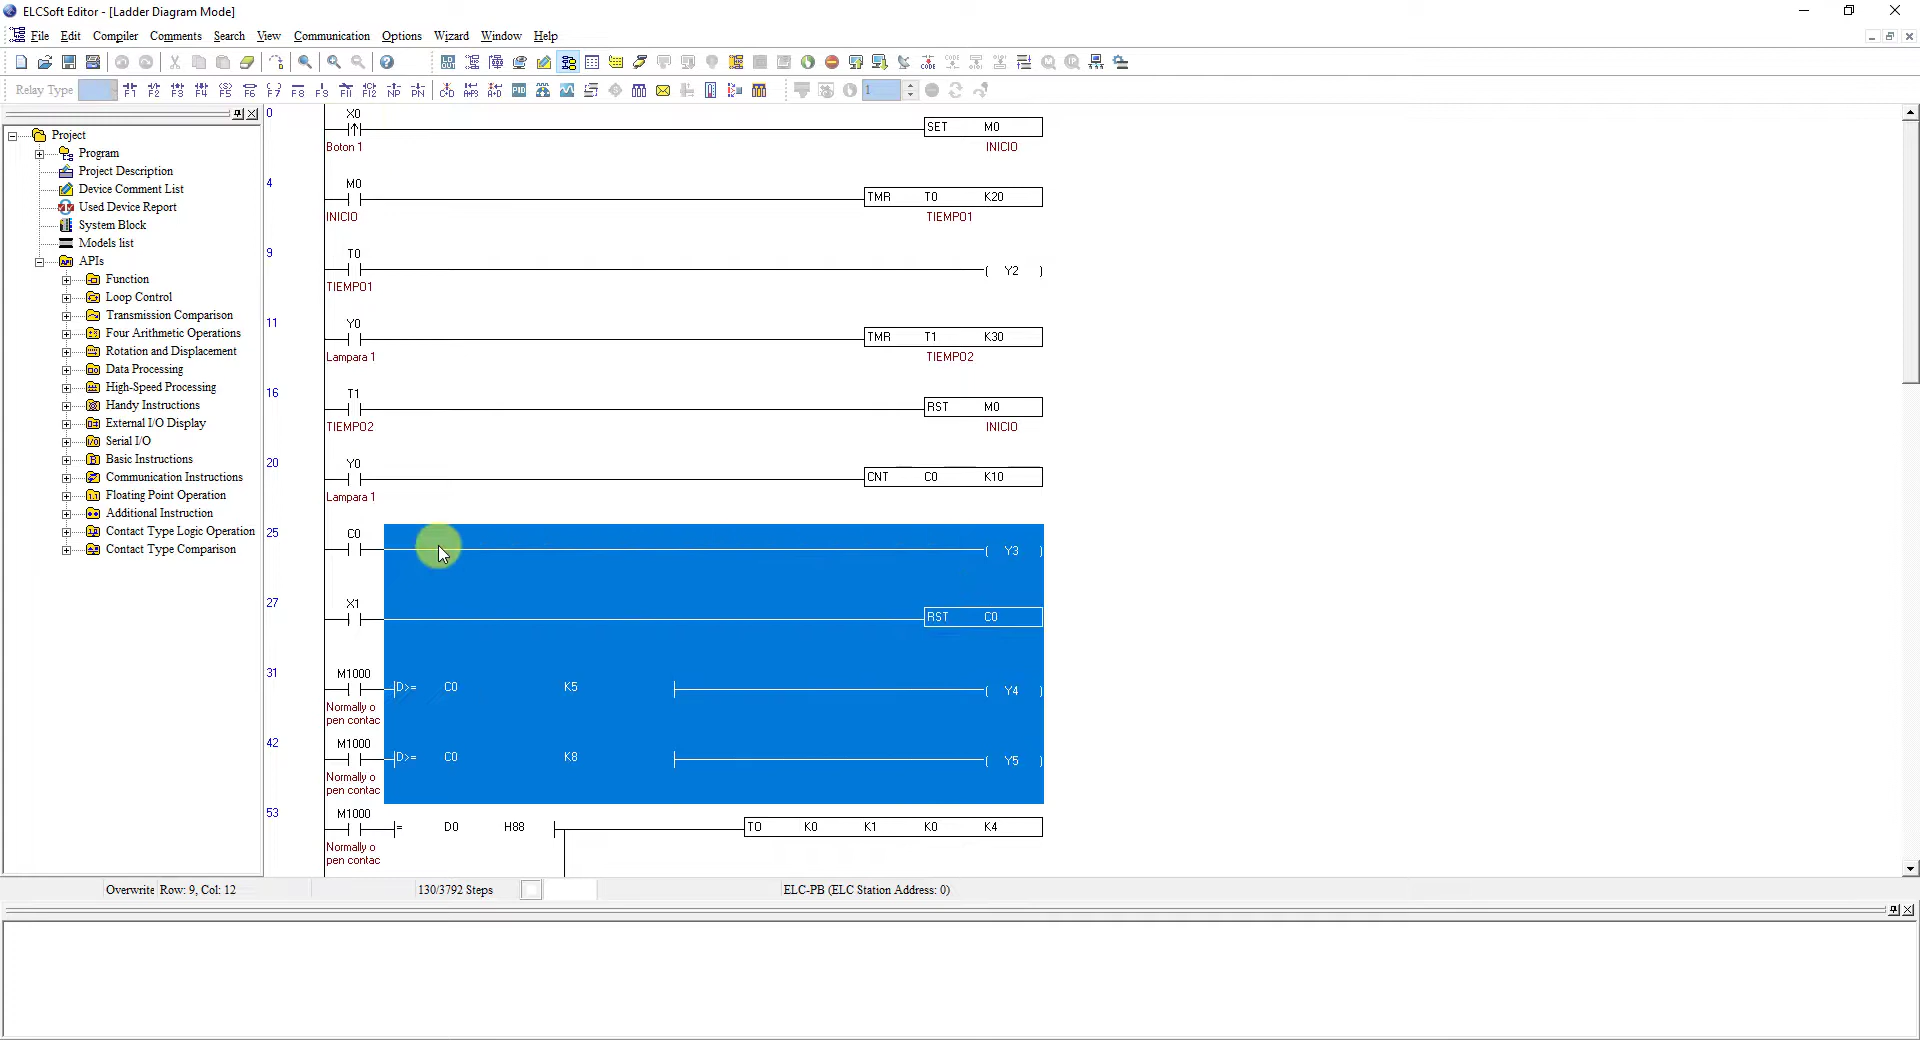 ELCSoft Editor - [Ladder Diagram Mode]
File Edit Compiler Comments Search View Communication Options Wizard Window Help
Relay Type 1
Project
Program
Project Description
Device Comment List
Used Device Report
System Block
Models list
APIs
Function
Loop Control
Transmission Comparison
Four Arithmetic Operations
Rotation and Displacement
Data Processing
High-Speed Processing
Handy Instructions
External I/O Display
Serial I/O
Basic Instructions
Communication Instructions
Floating Point Operation
Additional Instruction
Contact Type Logic Operation
Contact Type Comparison
0 X0 SET M0
Boton 1 INICIO
4 M0 TMR T0 K20
INICIO TIEMPO1
9 T0 Y2
TIEMPO1
11 Y0 TMR T1 K30
Lampara 1 TIEMPO2
16 T1 RST M0
TIEMPO2 INICIO
20 Y0 CNT C0 K10
Lampara 1
25 C0 Y3
27 X1 RST C0
31 M1000 D>= C0 K5 Y4
Normally o
pen contac
42 M1000 D>= C0 K8 Y5
Normally o
pen contac
53 M1000 = D0 H88 TO K0 K1 K0 K4
Normally o
pen contac
Overwrite Row: 9, Col: 12 130/3792 Steps ELC-PB (ELC Station Address: 0)